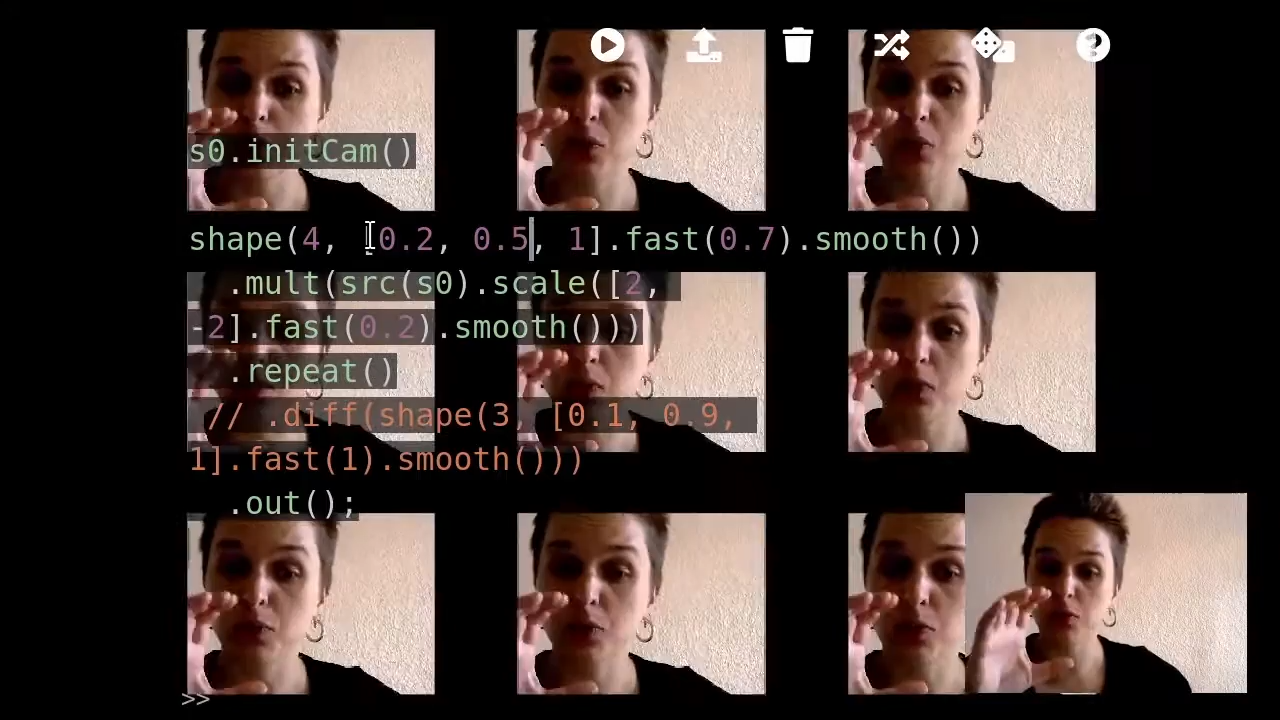 s0.initCam()
shape(4, [0.2, 0.5, 1].fast(0.7).smooth())
.mult(src(s0).scale([2,
-2].fast(0.2).smooth()))
.repeat()
// .diff(shape(3, [0.1, 0.9,
1].fast(1).smooth()))
.out();
>>